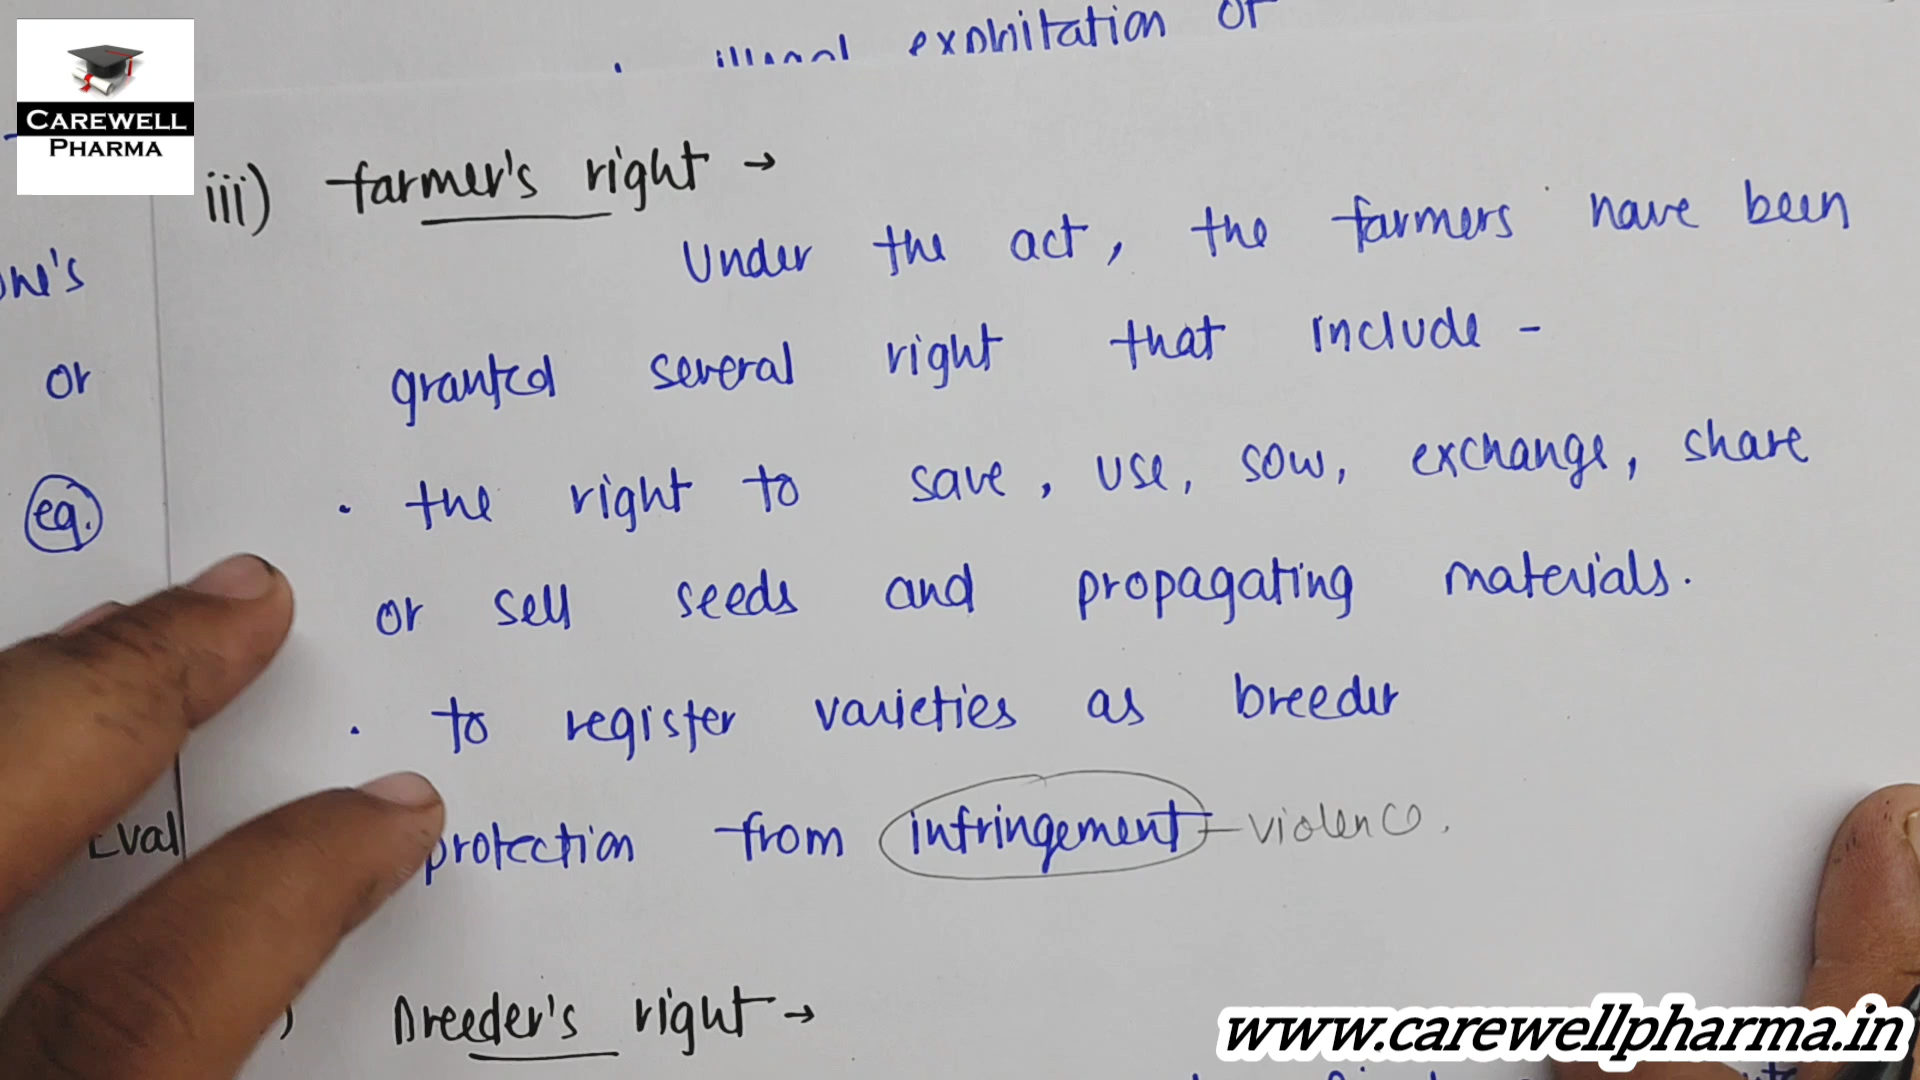 exploitation of
CAREWELL
PHARMA
iii) farmer's right →
Under the act, the farmers have been
granted several right that include -
• the right to save, use, sow, exchange, share
or sell seeds and propagating materials.
• to register varieties as breeder
protection from infringement - violence.
Breeder's right →
one's
or
eg.
Eval
www.carewellpharma.in